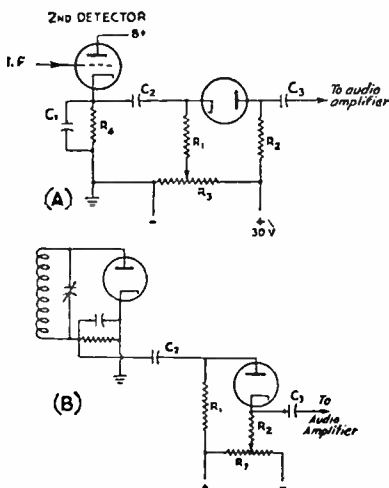 2ND DETECTOR
B+
I.F
C₂
C₃
To audio
amplifier
C₁
R₄
R₁
R₂
R₃
(A)
-
+
30V
(B)
C₂
C₃
To
Audio
Amplifier
R₁
R₂
R₃
+
-